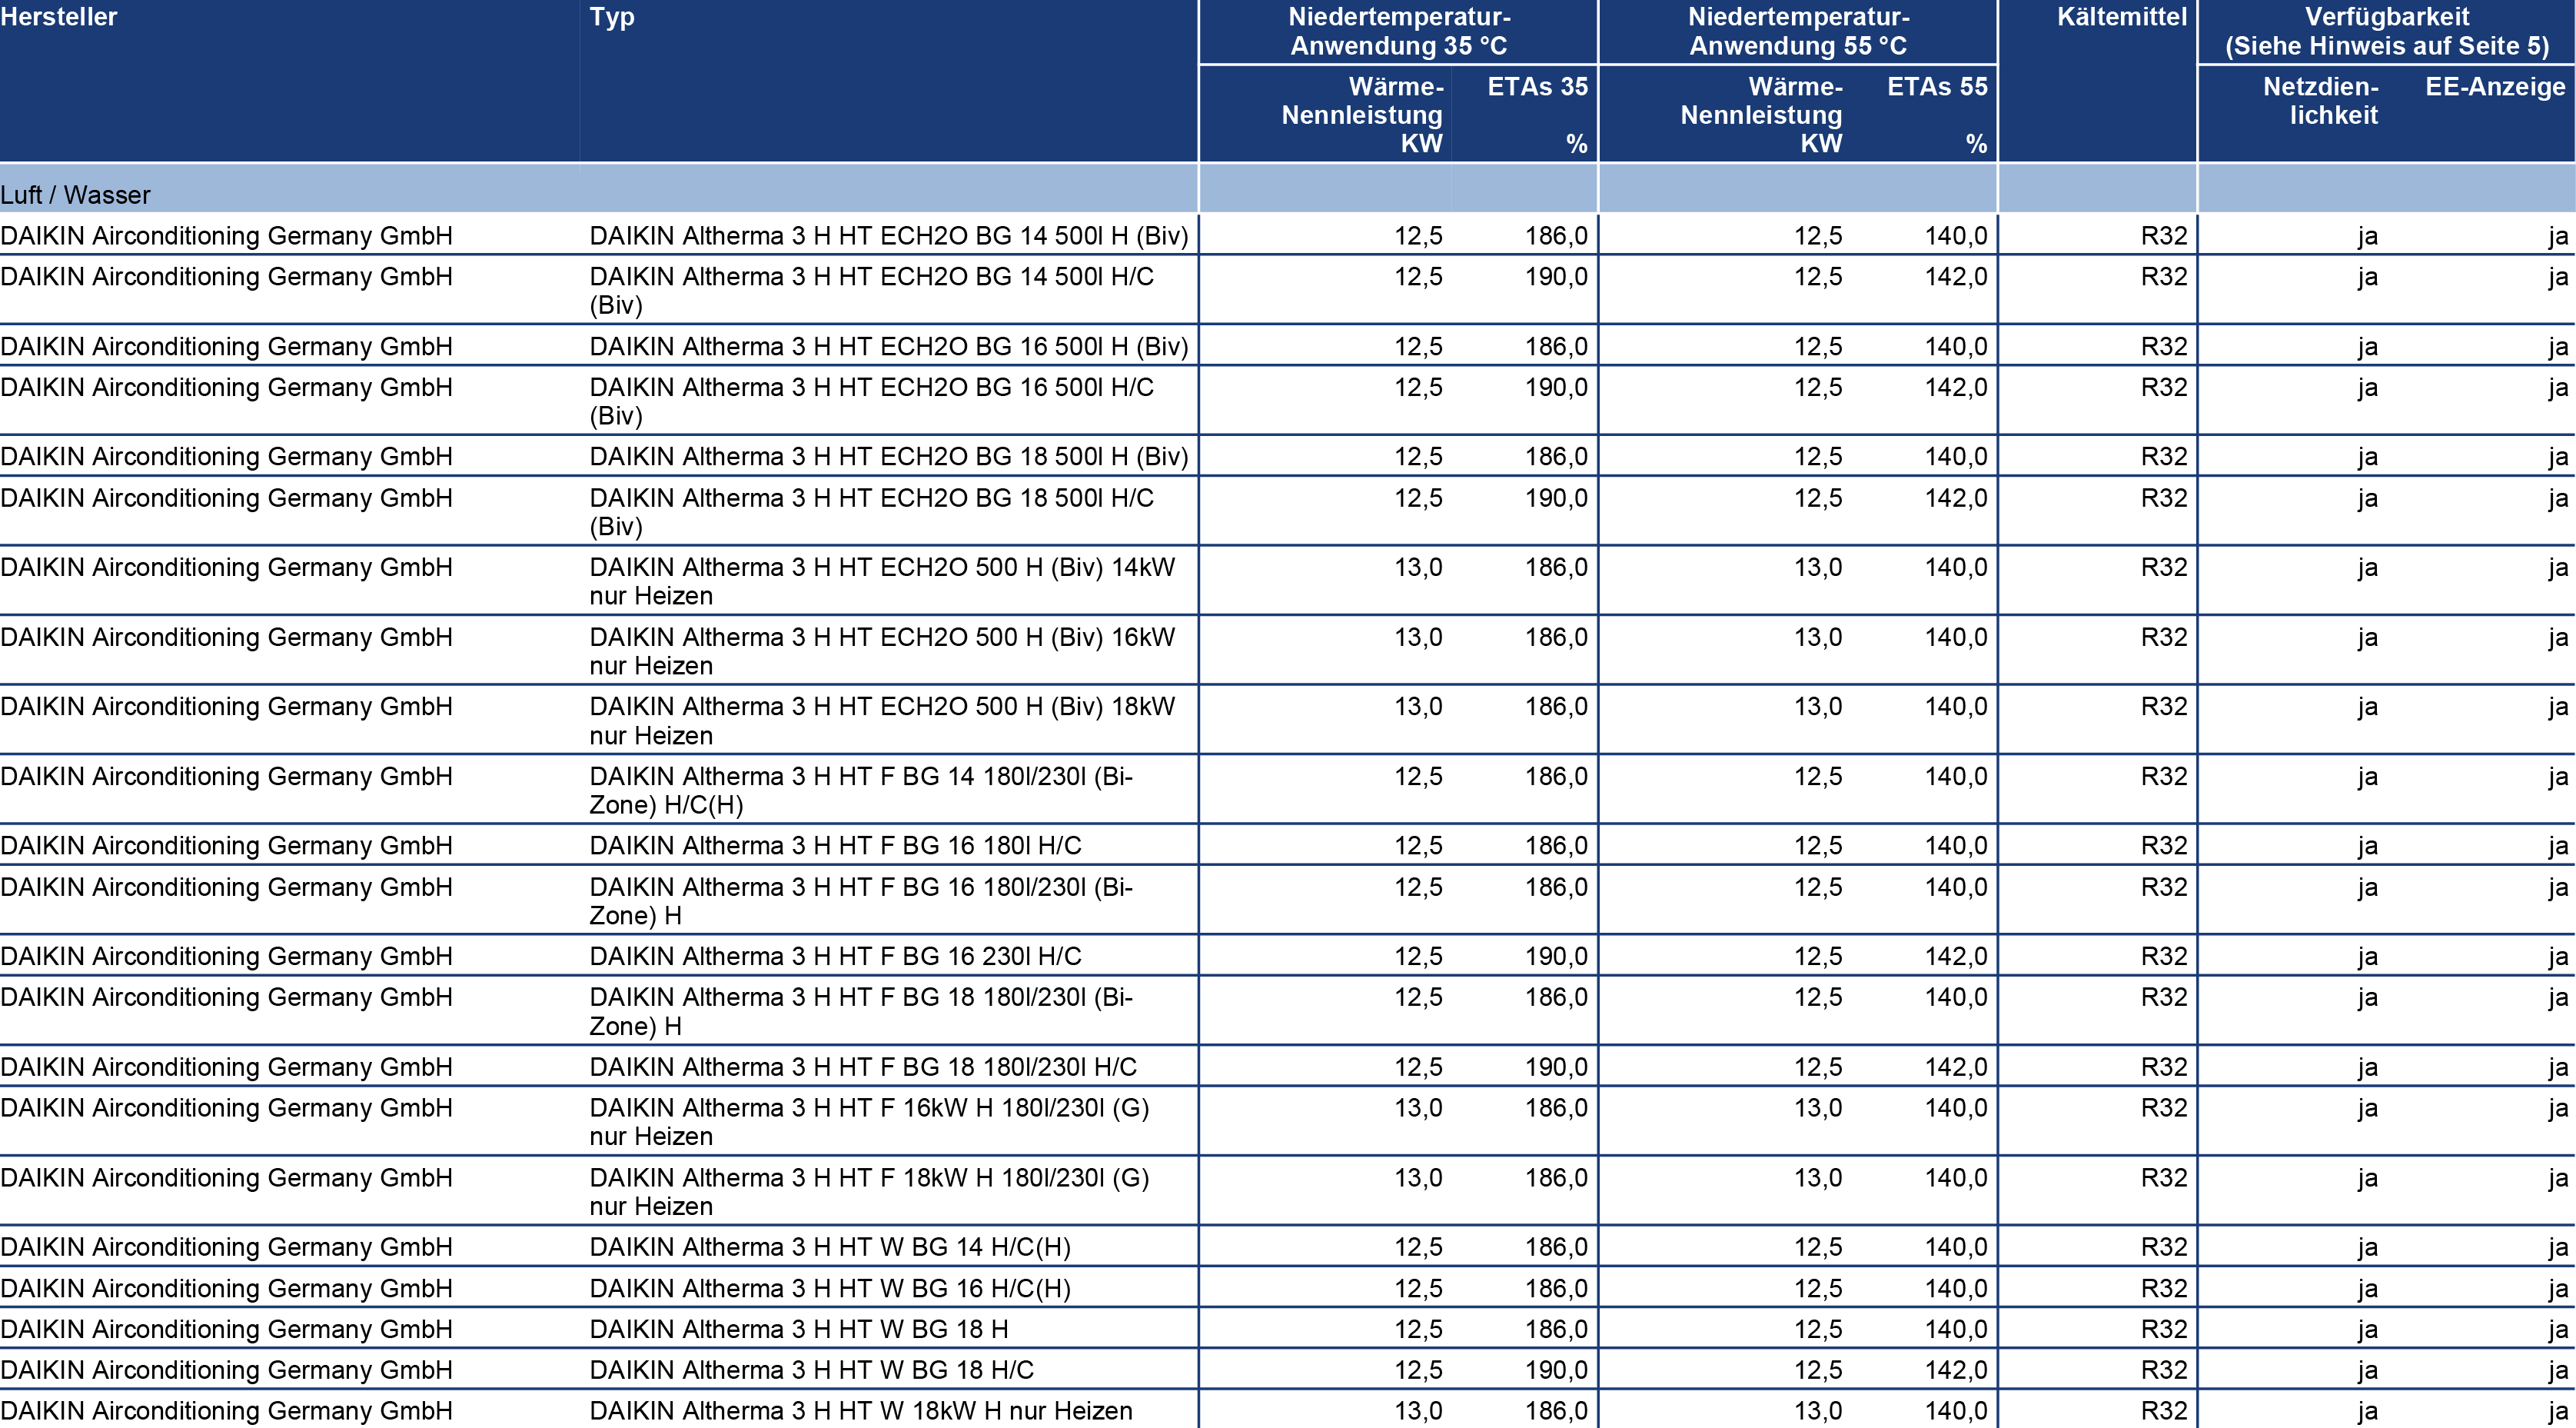 Hersteller Typ Niedertemperatur- Niedertemperatur- Kältemittel Verfügbarkeit
Anwendung 35 °C Anwendung 55 °C (Siehe Hinweis auf Seite 5)
Wärme- ETAs 35 Wärme- ETAs 55 Netzdien- EE-Anzeige
Nennleistung Nennleistung lichkeit
KW % KW %
Luft / Wasser
DAIKIN Airconditioning Germany GmbH DAIKIN Altherma 3 H HT ECH2O BG 14 500l H (Biv) 12,5 186,0 12,5 140,0 R32 ja ja
DAIKIN Airconditioning Germany GmbH DAIKIN Altherma 3 H HT ECH2O BG 14 500l H/C 12,5 190,0 12,5 142,0 R32 ja ja
(Biv)
DAIKIN Airconditioning Germany GmbH DAIKIN Altherma 3 H HT ECH2O BG 16 500l H (Biv) 12,5 186,0 12,5 140,0 R32 ja ja
DAIKIN Airconditioning Germany GmbH DAIKIN Altherma 3 H HT ECH2O BG 16 500l H/C 12,5 190,0 12,5 142,0 R32 ja ja
(Biv)
DAIKIN Airconditioning Germany GmbH DAIKIN Altherma 3 H HT ECH2O BG 18 500l H (Biv) 12,5 186,0 12,5 140,0 R32 ja ja
DAIKIN Airconditioning Germany GmbH DAIKIN Altherma 3 H HT ECH2O BG 18 500l H/C 12,5 190,0 12,5 142,0 R32 ja ja
(Biv)
DAIKIN Airconditioning Germany GmbH DAIKIN Altherma 3 H HT ECH2O 500 H (Biv) 14kW 13,0 186,0 13,0 140,0 R32 ja ja
nur Heizen
DAIKIN Airconditioning Germany GmbH DAIKIN Altherma 3 H HT ECH2O 500 H (Biv) 16kW 13,0 186,0 13,0 140,0 R32 ja ja
nur Heizen
DAIKIN Airconditioning Germany GmbH DAIKIN Altherma 3 H HT ECH2O 500 H (Biv) 18kW 13,0 186,0 13,0 140,0 R32 ja ja
nur Heizen
DAIKIN Airconditioning Germany GmbH DAIKIN Altherma 3 H HT F BG 14 180l/230l (Bi- 12,5 186,0 12,5 140,0 R32 ja ja
Zone) H/C(H)
DAIKIN Airconditioning Germany GmbH DAIKIN Altherma 3 H HT F BG 16 180l H/C 12,5 186,0 12,5 140,0 R32 ja ja
DAIKIN Airconditioning Germany GmbH DAIKIN Altherma 3 H HT F BG 16 180l/230l (Bi- 12,5 186,0 12,5 140,0 R32 ja ja
Zone) H
DAIKIN Airconditioning Germany GmbH DAIKIN Altherma 3 H HT F BG 16 230l H/C 12,5 190,0 12,5 142,0 R32 ja ja
DAIKIN Airconditioning Germany GmbH DAIKIN Altherma 3 H HT F BG 18 180l/230l (Bi- 12,5 186,0 12,5 140,0 R32 ja ja
Zone) H
DAIKIN Airconditioning Germany GmbH DAIKIN Altherma 3 H HT F BG 18 180l/230l H/C 12,5 190,0 12,5 142,0 R32 ja ja
DAIKIN Airconditioning Germany GmbH DAIKIN Altherma 3 H HT F 16kW H 180l/230l (G) 13,0 186,0 13,0 140,0 R32 ja ja
nur Heizen
DAIKIN Airconditioning Germany GmbH DAIKIN Altherma 3 H HT F 18kW H 180l/230l (G) 13,0 186,0 13,0 140,0 R32 ja ja
nur Heizen
DAIKIN Airconditioning Germany GmbH DAIKIN Altherma 3 H HT W BG 14 H/C(H) 12,5 186,0 12,5 140,0 R32 ja ja
DAIKIN Airconditioning Germany GmbH DAIKIN Altherma 3 H HT W BG 16 H/C(H) 12,5 186,0 12,5 140,0 R32 ja ja
DAIKIN Airconditioning Germany GmbH DAIKIN Altherma 3 H HT W BG 18 H 12,5 186,0 12,5 140,0 R32 ja ja
DAIKIN Airconditioning Germany GmbH DAIKIN Altherma 3 H HT W BG 18 H/C 12,5 190,0 12,5 142,0 R32 ja ja
DAIKIN Airconditioning Germany GmbH DAIKIN Altherma 3 H HT W 18kW H nur Heizen 13,0 186,0 13,0 140,0 R32 ja ja